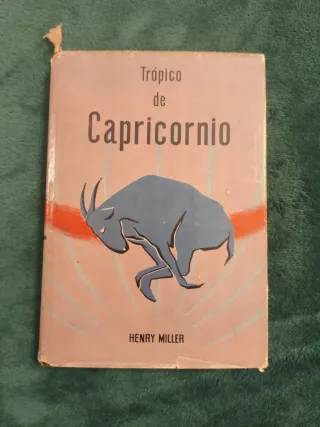 Trópico
de
Capricornio
HENRY MILLER